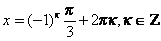 x = (−1)^κ π/3 + 2πκ, κ ∈ Z